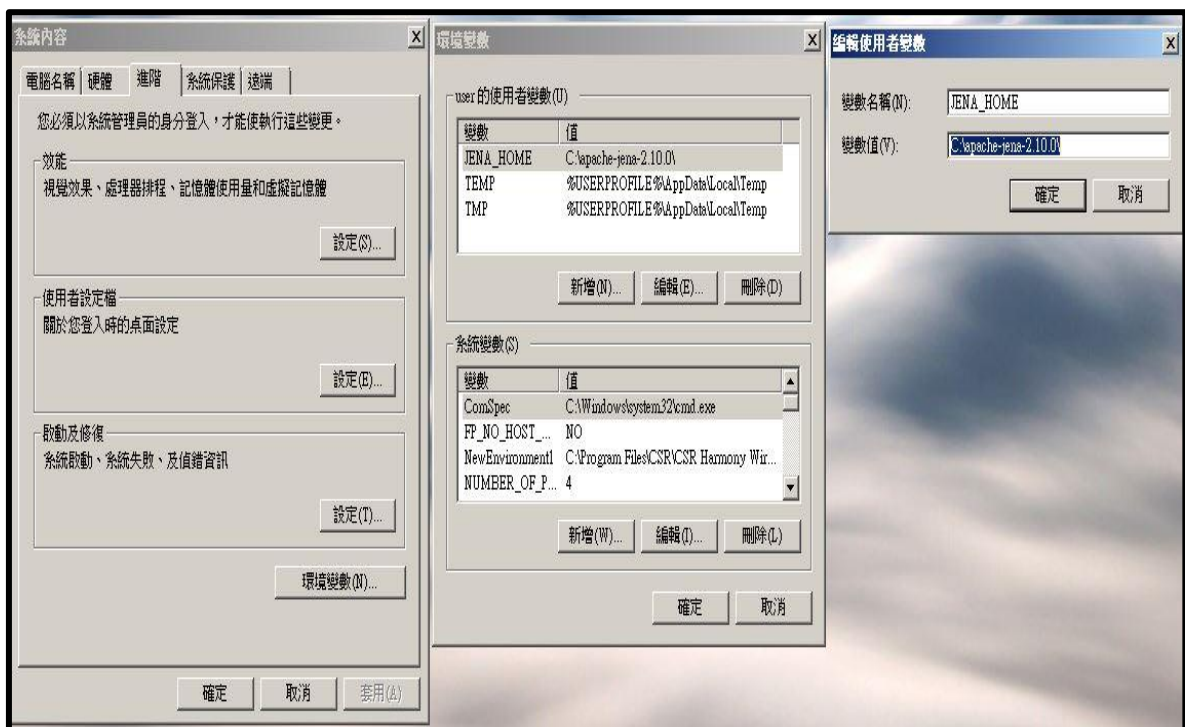 系統內容
電腦名稱 硬體 進階 系統保護 遠端
您必須以系統管理員的身分登入，才能使執行這些變更。
效能
視覺效果、處理器排程、記憶體使用量和虛擬記憶體
設定(S)...
使用者設定檔
關於您登入時的桌面設定
設定(E)...
啟動及修復
系統啟動、系統失敗、及偵錯資訊
設定(T)...
環境變數(N)...
確定 取消 套用(A)
環境變數
user 的使用者變數(U)
變數 值
JENA_HOME C:\apache-jena-2.10.0\
TEMP %USERPROFILE%\AppData\Local\Temp
TMP %USERPROFILE%\AppData\Local\Temp
新增(N)... 編輯(E)... 刪除(D)
系統變數(S)
變數 值
ComSpec C:\Windows\system32\cmd.exe
FP_NO_HOST_... NO
NewEnvironment1 C:\Program Files\CSR\CSR Harmony Wir...
NUMBER_OF_P... 4
新增(W)... 編輯(I)... 刪除(L)
確定 取消
編輯使用者變數
變數名稱(N): JENA_HOME
變數值(V): C:\apache-jena-2.10.0\
確定 取消